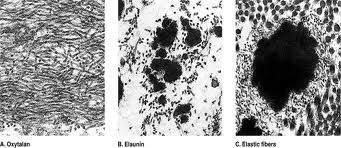 A. Oxytalan
B. Elaunin
C. Elastic fibers